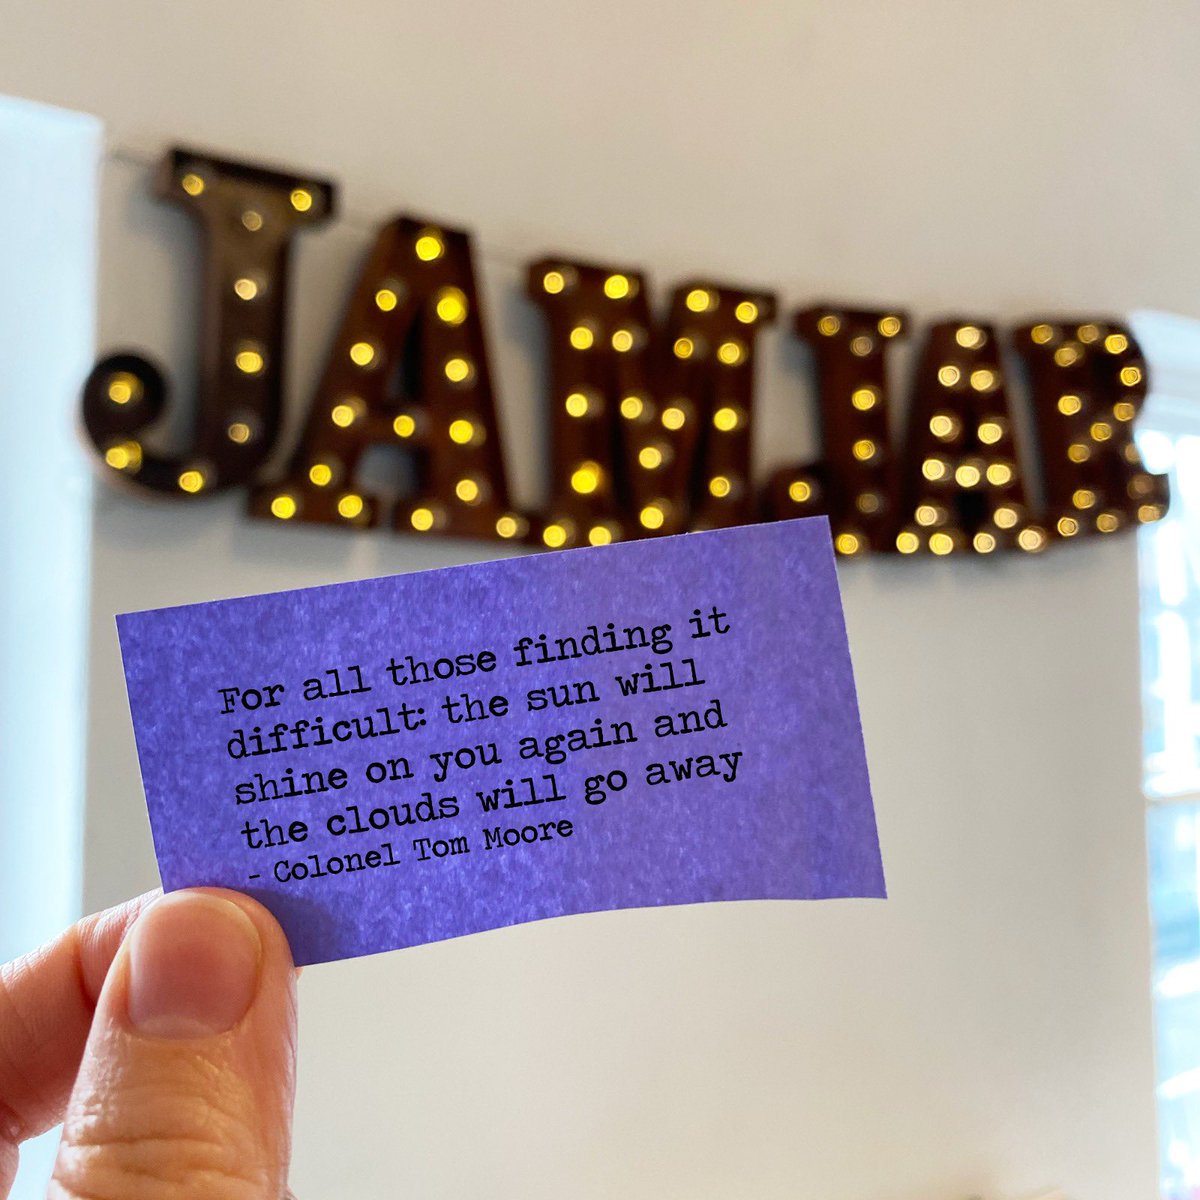 JAMJAR
For all those finding it
difficult: the sun will
shine on you again and
the clouds will go away
- Colonel Tom Moore